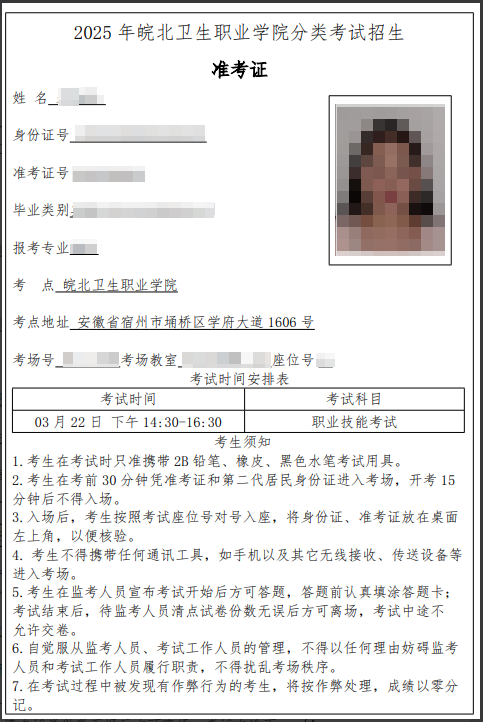 2025 年皖北卫生职业学院分类考试招生
准考证
姓 名
身份证号
准考证号
毕业类别
报考专业
考 点 皖北卫生职业学院
考点地址 安徽省宿州市埇桥区学府大道 1606 号
考场号 考场教室 座位号
考试时间安排表
考试时间 考试科目
03 月 22 日 下午 14:30-16:30 职业技能考试
考生须知
1.考生在考试时只准携带 2B 铅笔、橡皮、黑色水笔考试用具。
2.考生在考前 30 分钟凭准考证和第二代居民身份证进入考场，开考 15
分钟后不得入场。
3.入场后，考生按照考试座位号对号入座，将身份证、准考证放在桌面
左上角，以便核验。
4. 考生不得携带任何通讯工具，如手机以及其它无线接收、传送设备等
进入考场。
5.考生在监考人员宣布考试开始后方可答题，答题前认真填涂答题卡；
考试结束后，待监考人员清点试卷份数无误后方可离场，考试中途不
允许交卷。
6.自觉服从监考人员、考试工作人员的管理，不得以任何理由妨碍监考
人员和考试工作人员履行职责，不得扰乱考场秩序。
7.在考试过程中被发现有作弊行为的考生，将按作弊处理，成绩以零分
记。